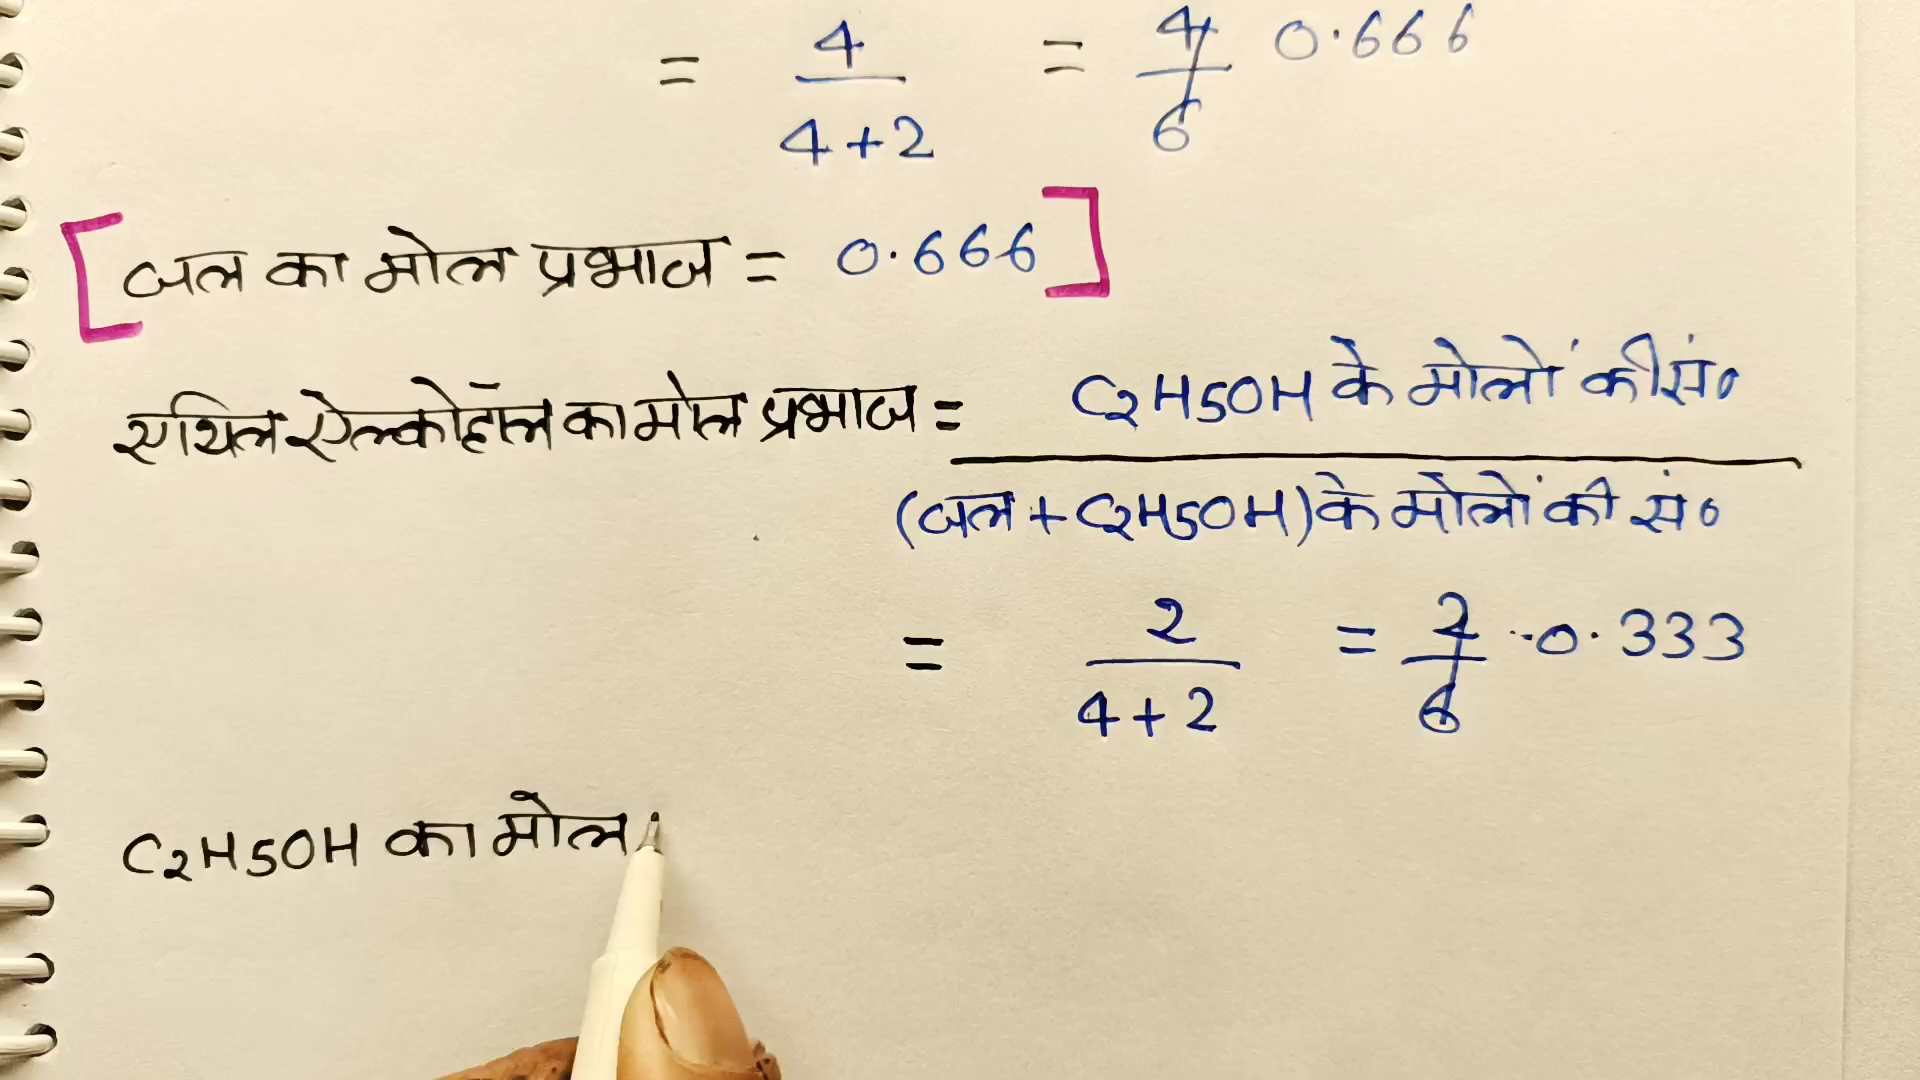 = 4/4+2 = 4/6 0.666
[जल का मोल प्रभाज = 0.666]
एथिल ऐल्कोहॉल का मोल प्रभाज = C2H5OH के मोलों की सं०
(जल + C2H5OH) के मोलों की सं०
= 2/4+2 = 2/6 0.333
C2H5OH का मोल